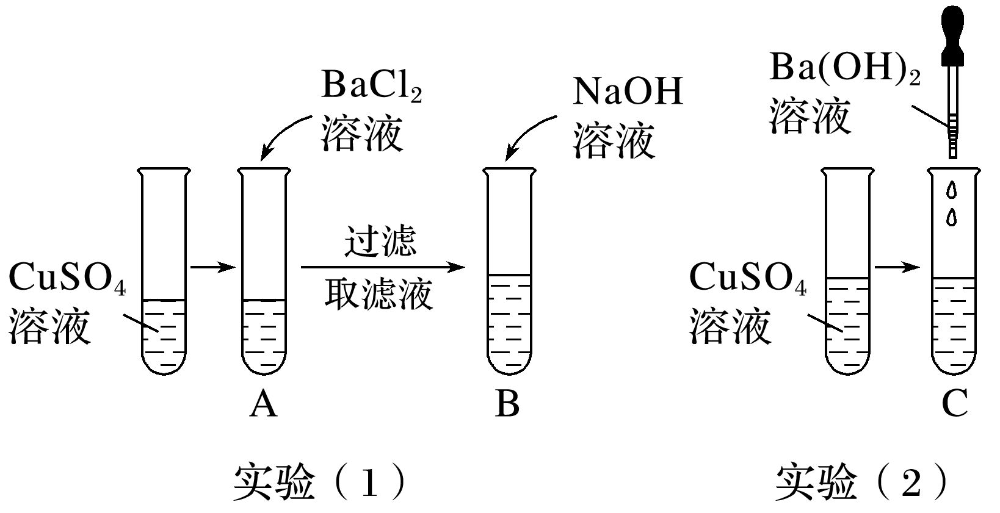 BaCl₂
溶液
NaOH
溶液
CuSO₄
溶液
过滤
取滤液
A
B
实验（1）
Ba(OH)₂
溶液
CuSO₄
溶液
C
实验（2）